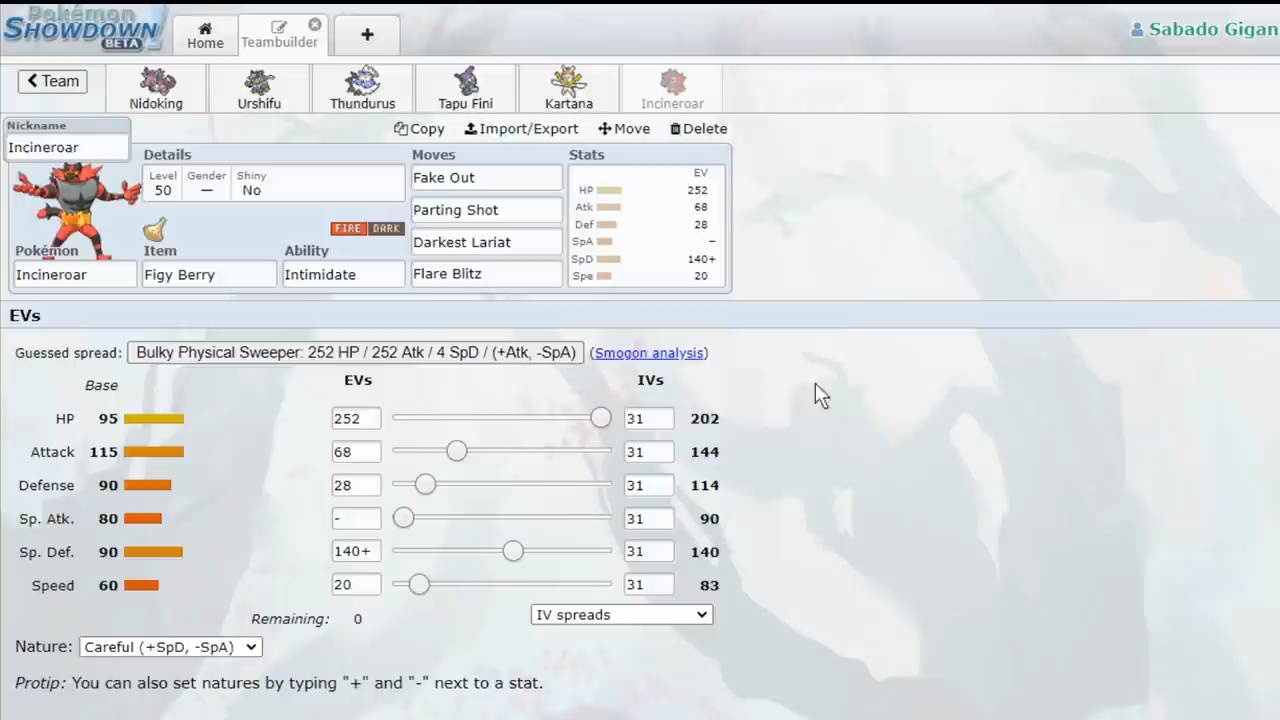 Pokémon
SHOWDOWN
BETA
Home
Teambuilder
+
Sabado Gigan
Team
Nidoking
Urshifu
Thundurus
Tapu Fini
Kartana
Incineroar
Nickname
Incineroar
Copy
Import/Export
Move
Delete
Details
Moves
Stats
Level
50
Gender
—
Shiny
No
Fake Out
Parting Shot
Darkest Lariat
Flare Blitz
EV
HP 252
Atk 68
Def 28
SpA –
SpD 140+
Spe 20
FIRE DARK
Pokémon
Item
Ability
Incineroar
Figy Berry
Intimidate
EVs
Guessed spread: Bulky Physical Sweeper: 252 HP / 252 Atk / 4 SpD / (+Atk, -SpA) (Smogon analysis)
Base EVs IVs
HP 95 252 31 202
Attack 115 68 31 144
Defense 90 28 31 114
Sp. Atk. 80 - 31 90
Sp. Def. 90 140+ 31 140
Speed 60 20 31 83
Remaining: 0
IV spreads
Nature: Careful (+SpD, -SpA)
Protip: You can also set natures by typing "+" and "-" next to a stat.